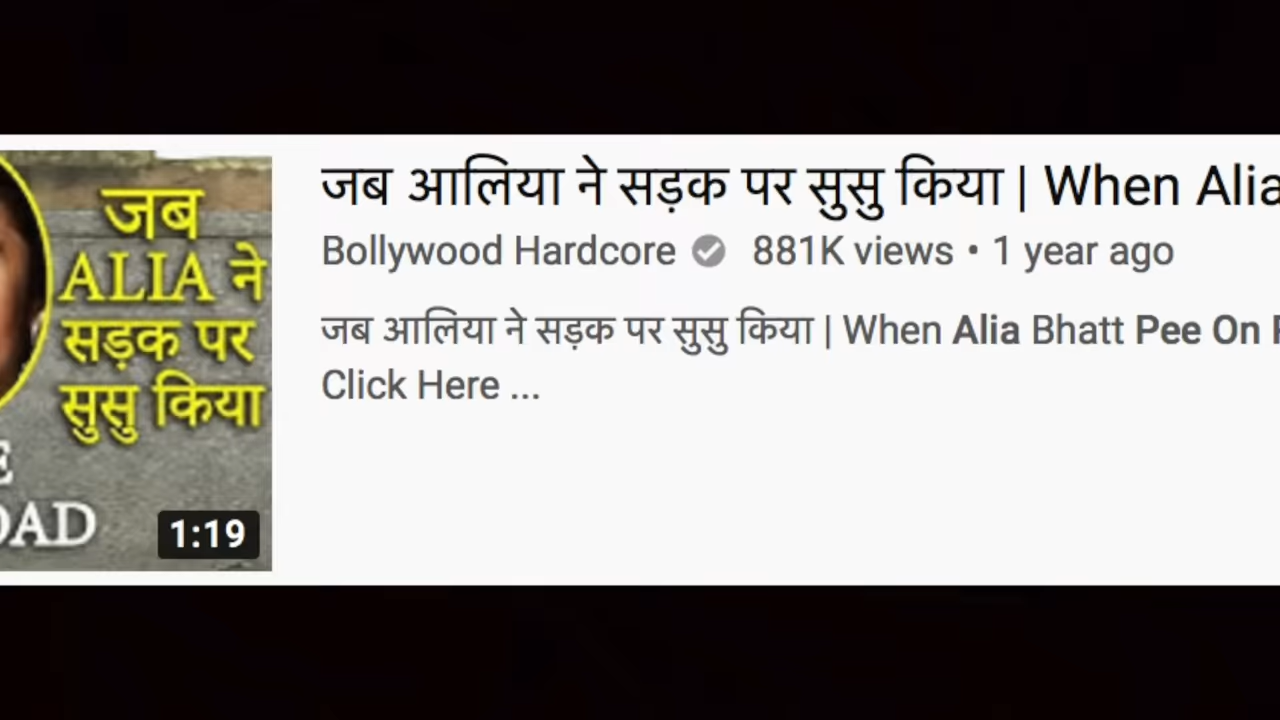 जब
ALIA ने
सड़क पर
सुसु किया
1:19
जब आलिया ने सड़क पर सुसु किया | When Alia
Bollywood Hardcore 881K views • 1 year ago
जब आलिया ने सड़क पर सुसु किया | When Alia Bhatt Pee On
Click Here ...